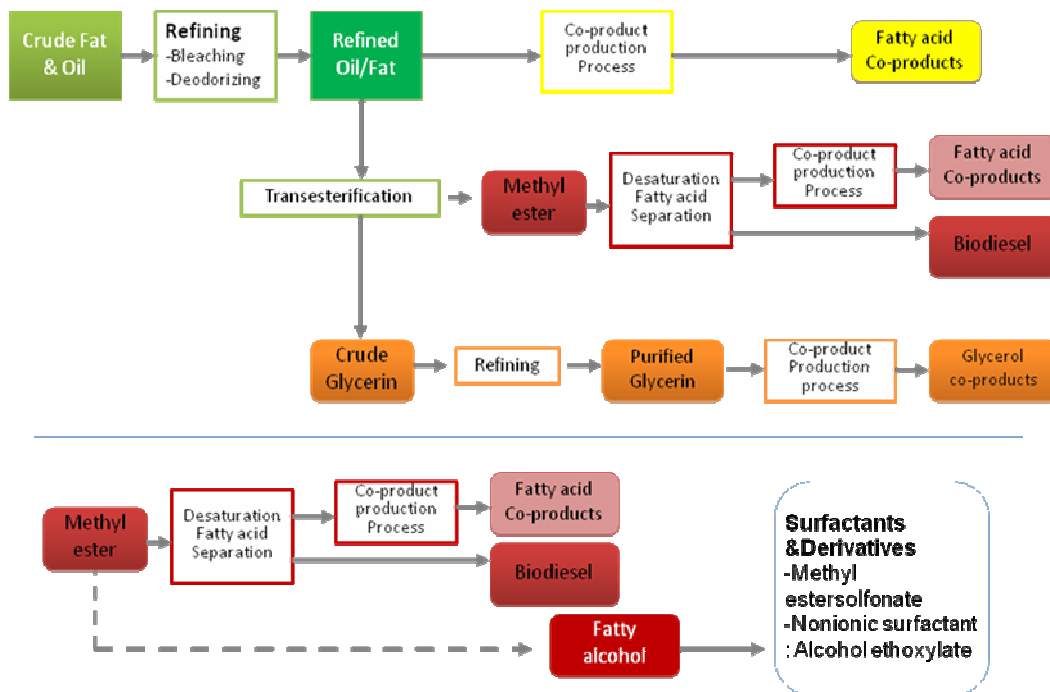 Crude Fat
& Oil
Refining
-Bleaching
-Deodorizing
Refined
Oil/Fat
Co-product
production
Process
Fatty acid
Co-products
Transesterification
Methyl
ester
Desaturation
Fatty acid
Separation
Co-product
production
Process
Fatty acid
Co-products
Biodiesel
Crude
Glycerin
Refining
Purified
Glycerin
Co-product
Production
process
Glycerol
co-products
Methyl
ester
Desaturation
Fatty acid
Separation
Co-product
production
Process
Fatty acid
Co-products
Biodiesel
Fatty
alcohol
Surfactants
&Derivatives
-Methyl
estersolfonate
-Nonionic surfactant
: Alcohol ethoxylate